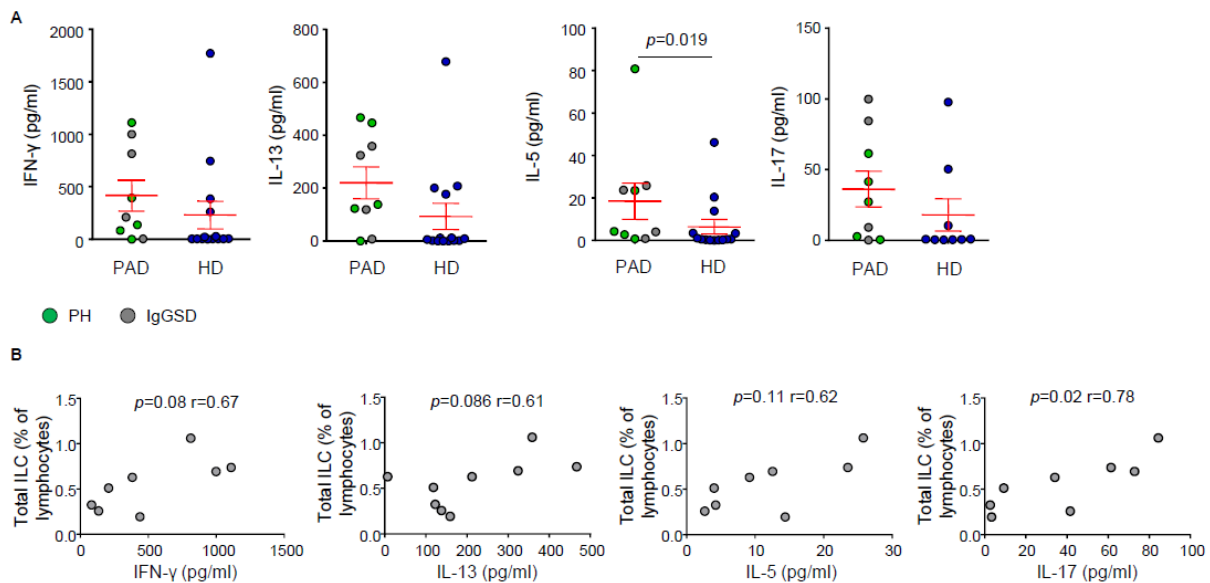 A
IFN-γ (pg/ml)
2000
1500
1000
500
0
PAD
HD
IL-13 (pg/ml)
800
600
400
200
0
PAD
HD
IL-5 (pg/ml)
100
80
60
40
20
0
p=0.019
PAD
HD
IL-17 (pg/ml)
150
100
50
0
PAD
HD
PH
IgGSD
B
Total ILC (% of
lymphocytes)
1.5
1.0
0.5
0.0
p=0.08 r=0.67
0
500
1000
1500
IFN-γ (pg/ml)
Total ILC (% of
lymphocytes)
1.5
1.0
0.5
0.0
p=0.086 r=0.61
0
100
200
300
400
500
IL-13 (pg/ml)
Total ILC (% of
lymphocytes)
1.5
1.0
0.5
0.0
p=0.11 r=0.62
0
10
20
30
IL-5 (pg/ml)
Total ILC (% of
lymphocytes)
1.5
1.0
0.5
0.0
p=0.02 r=0.78
0
20
40
60
80
100
IL-17 (pg/ml)